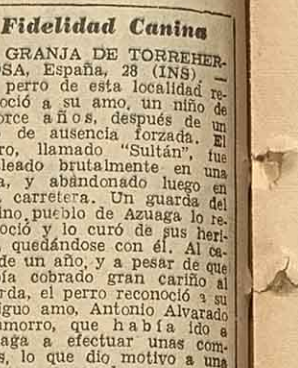 Fidelidad Canina
GRANJA DE TORREHER-
OSA, España, 28 (INS). —
perro de esta localidad re-
oció a su amo, un niño de
orce años, después de un
de ausencia forzada. El
ro, llamado "Sultán", fue
leado brutalmente en una
a, y abandonado luego en
carretera. Un guarda del
ino pueblo de Azuaga lo re-
oció y lo curó de sus heri-
, quedándose con él. Al ca-
de un año, y a pesar de que
ía cobrado gran cariño al
rda, el perro reconoció a su
iguo amo, Antonio Alvarado
amorro, que había ido a
aga a efectuar unas com-
s, lo que dio motivo a una